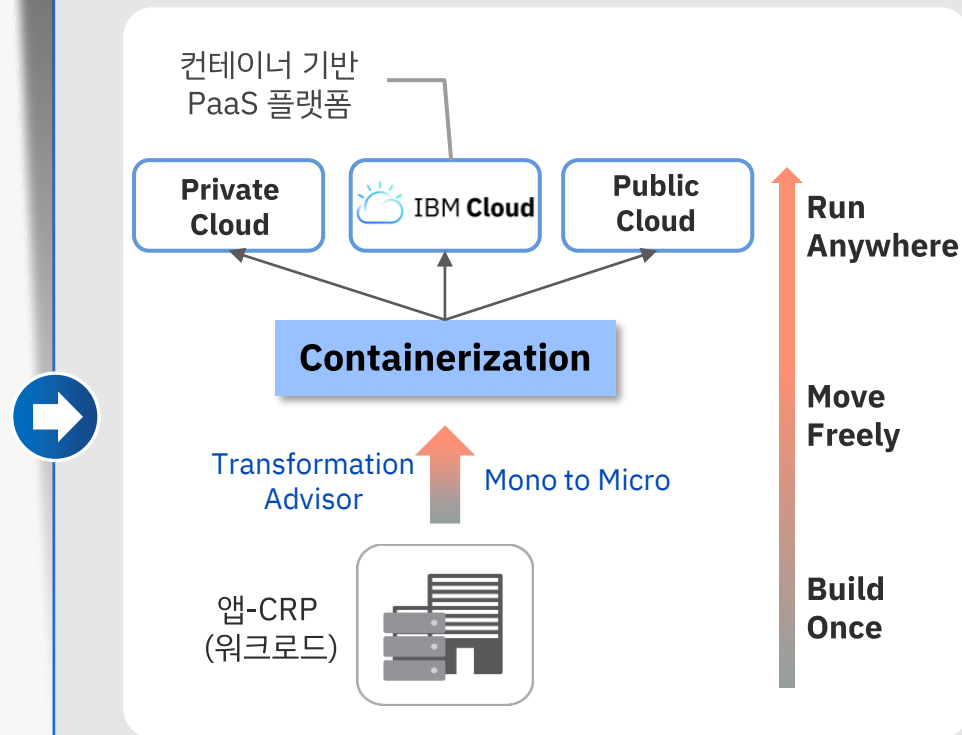 컨테이너 기반
PaaS 플랫폼
Private
Cloud
IBM Cloud
Public
Cloud
Run
Anywhere
Containerization
Move
Freely
Transformation
Advisor
Mono to Micro
앱-CRP
(워크로드)
Build
Once